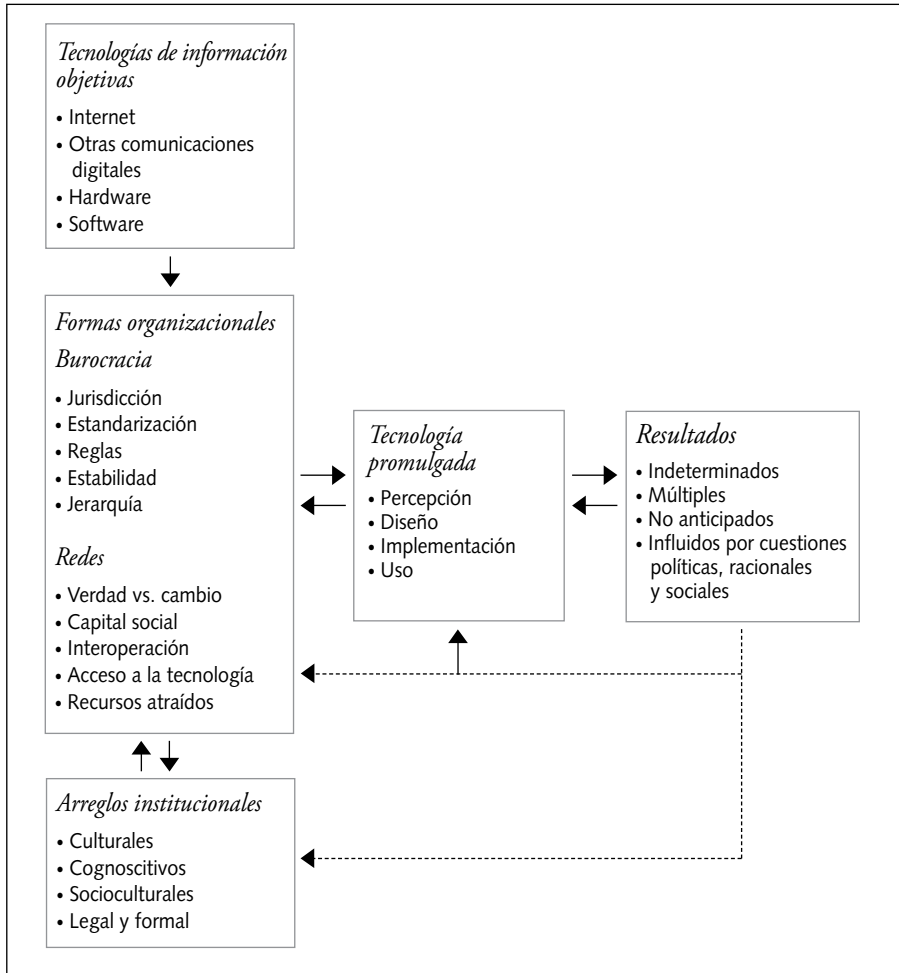 Tecnologías de información
objetivas
• Internet
• Otras comunicaciones
digitales
• Hardware
• Software
Formas organizacionales
Burocracia
• Jurisdicción
• Estandarización
• Reglas
• Estabilidad
• Jerarquía
Redes
• Verdad vs. cambio
• Capital social
• Interoperación
• Acceso a la tecnología
• Recursos atraídos
Tecnología
promulgada
• Percepción
• Diseño
• Implementación
• Uso
Resultados
• Indeterminados
• Múltiples
• No anticipados
• Influidos por cuestiones
políticas, racionales
y sociales
Arreglos institucionales
• Culturales
• Cognoscitivos
• Socioculturales
• Legal y formal